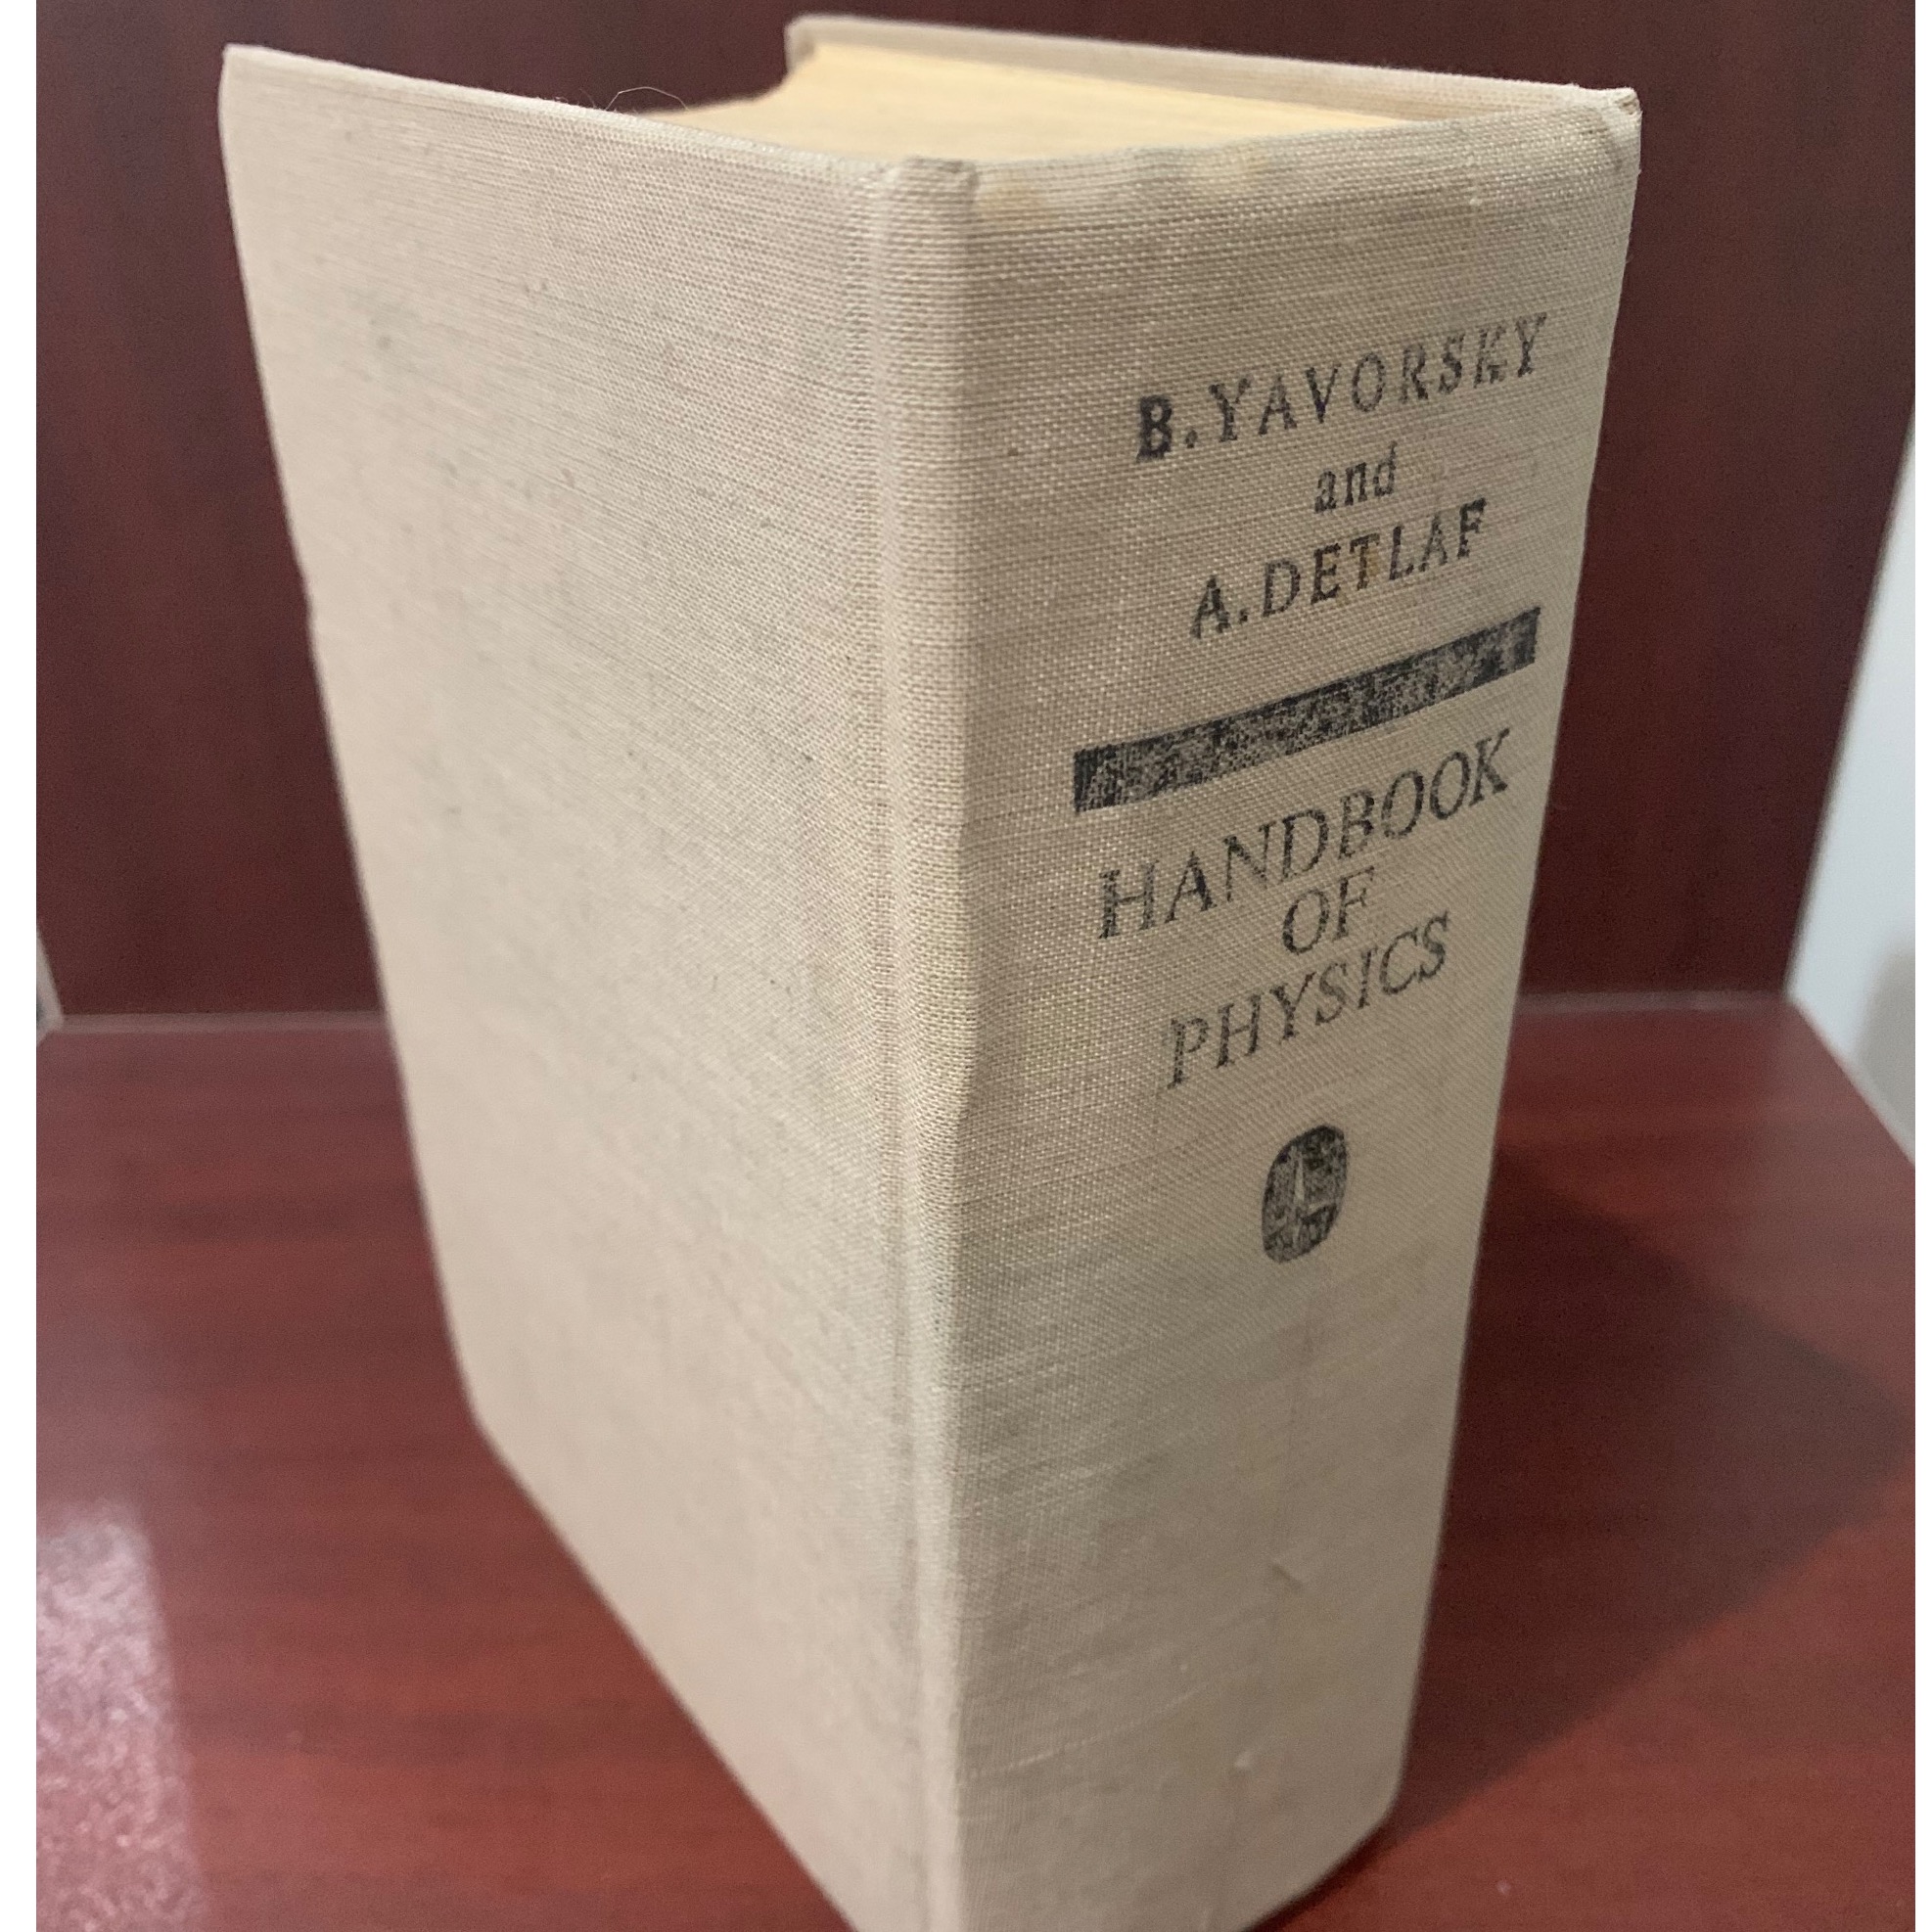 B. YAVORSKY
and
A. DETLAF
HANDBOOK
OF
PHYSICS